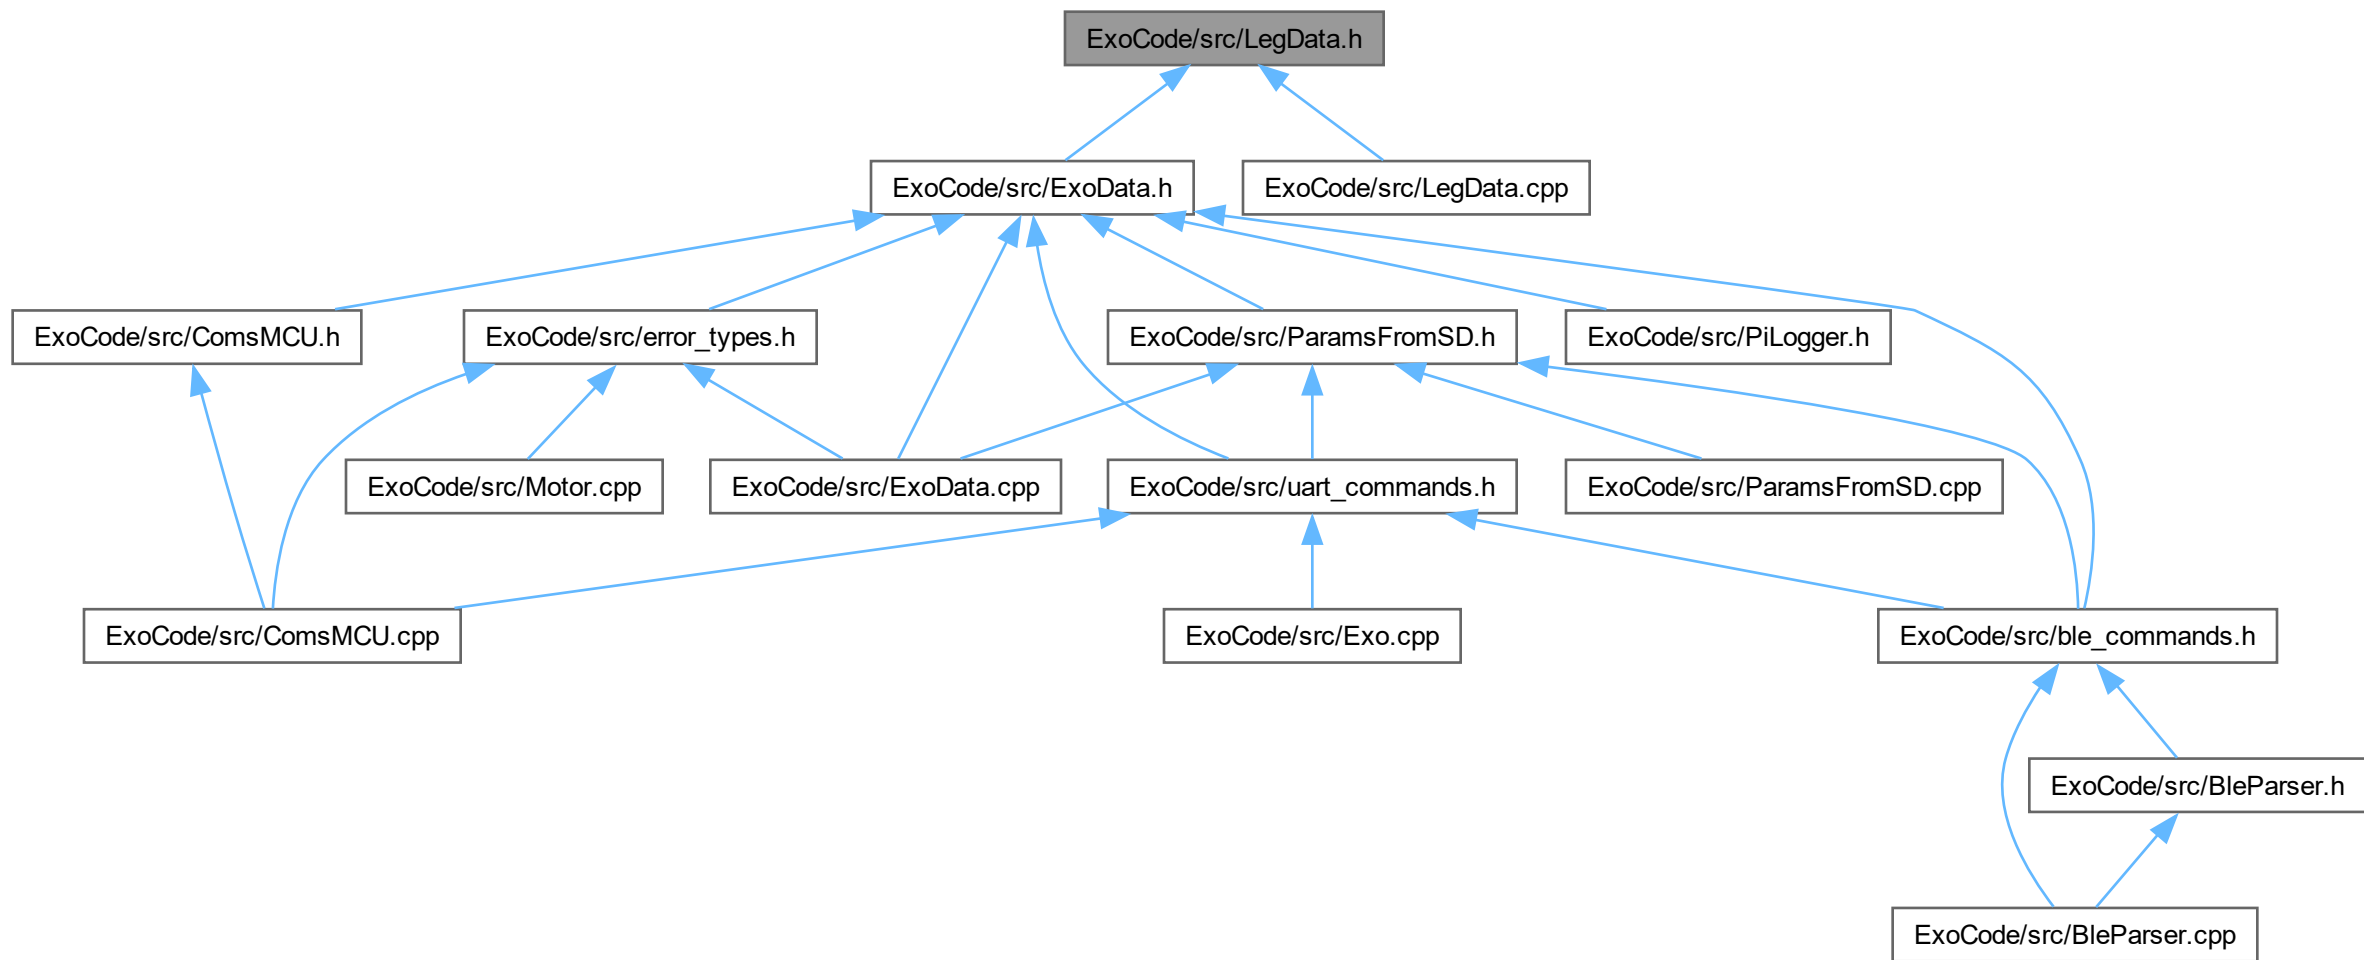 ExoCode/src/LegData.h
ExoCode/src/ExoData.h
ExoCode/src/LegData.cpp
ExoCode/src/ComsMCU.h
ExoCode/src/error_types.h
ExoCode/src/ParamsFromSD.h
ExoCode/src/PiLogger.h
ExoCode/src/Motor.cpp
ExoCode/src/ExoData.cpp
ExoCode/src/uart_commands.h
ExoCode/src/ParamsFromSD.cpp
ExoCode/src/ComsMCU.cpp
ExoCode/src/Exo.cpp
ExoCode/src/ble_commands.h
ExoCode/src/BleParser.h
ExoCode/src/BleParser.cpp